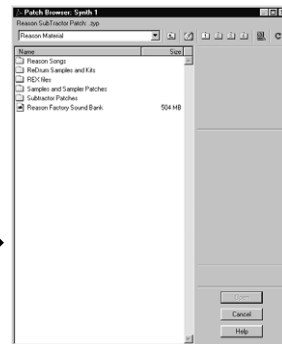 Patch Browser: Synth 1
Reason SubTractor Patch: .zyp
Reason Material
Name Size
Reason Songs
ReDrum Samples and Kits
REX files
Samples and Sampler Patches
Subtractor Patches
Reason Factory Sound Bank 504 MB
Open
Cancel
Help